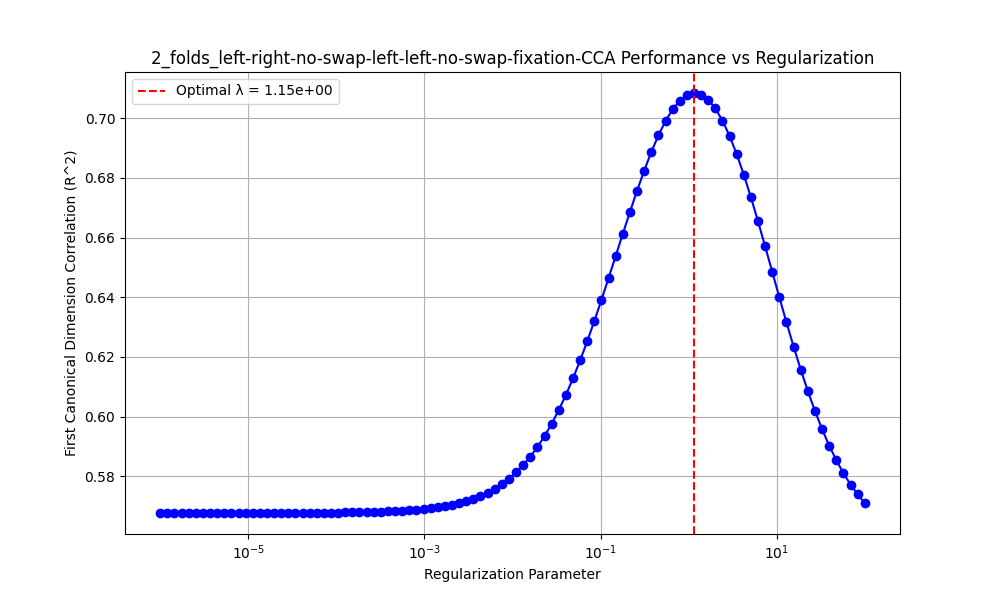 2_folds_left-right-no-swap-left-left-no-swap-fixation-CCA Performance vs Regularization
Optimal λ = 1.15e+00
First Canonical Dimension Correlation (R^2)
0.70
0.68
0.66
0.64
0.62
0.60
0.58
10^-5
10^-3
10^-1
10^1
Regularization Parameter